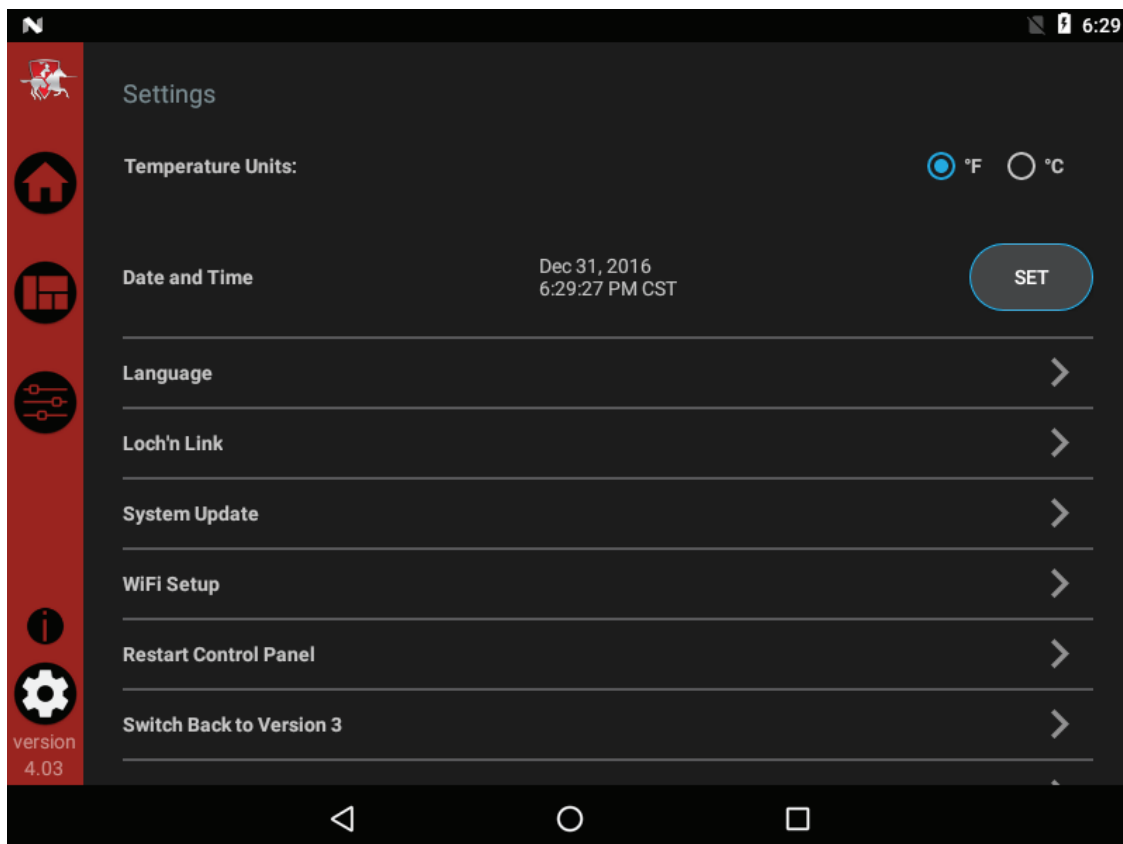 6:29
Settings
Temperature Units:
°F
°C
Date and Time
Dec 31, 2016
6:29:27 PM CST
SET
Language
Loch'n Link
System Update
WiFi Setup
Restart Control Panel
Switch Back to Version 3
version
4.03